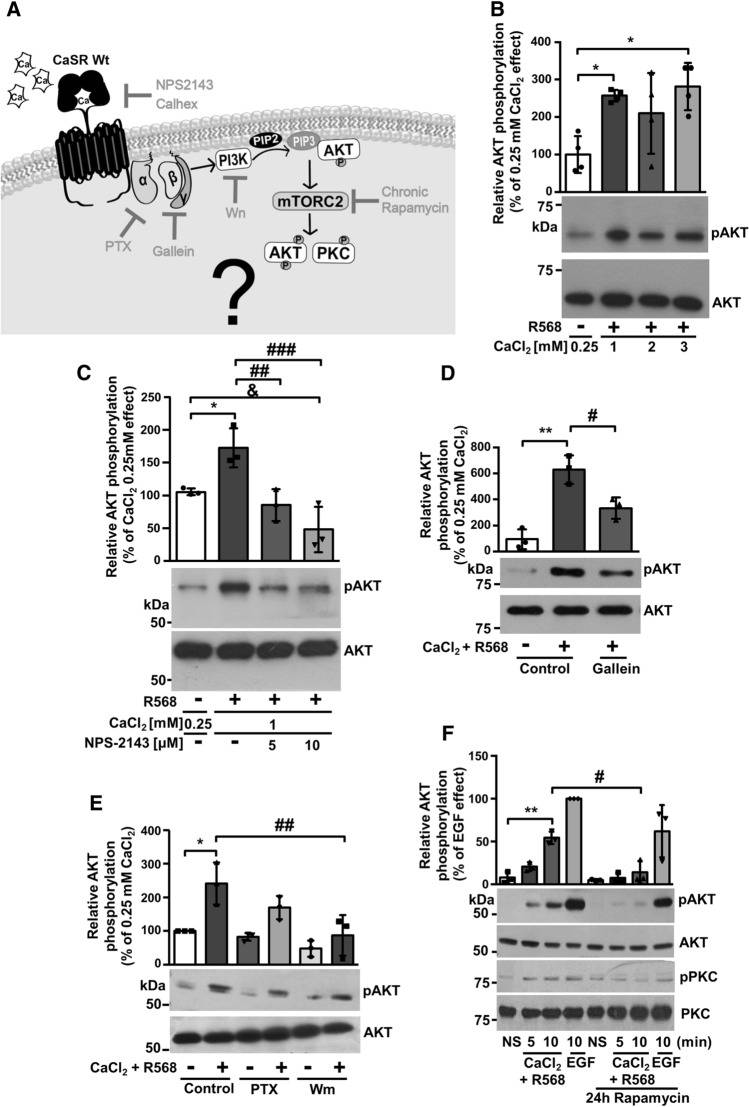 A
CaSR Wt
Ca
Ca
Ca
Ca
NPS2143
Calhex
α
β
γ
PI3K
PIP2
PIP3
AKT
P
mTORC2
Chronic
Rapamycin
PTX
Gallein
Wn
AKT
P
P
PKC
P
?
B
Relative AKT phosphorylation
(% of 0.25 mM CaCl2 effect)
400
300
200
100
0
*
*
75
kDa
pAKT
75
AKT
R568 - + + +
CaCl2 [mM] 0.25 1 2 3
C
Relative AKT phosphorylation
(% of CaCl2 0.25mM effect)
250
200
150
100
50
0
###
##
&
*
pAKT
kDa
50
AKT
50
R568 - + + +
CaCl2 [mM] 0.25 1
NPS-2143 [µM] - - 5 10
D
Relative AKT
phosphorylation
(% of 0.25 mM CaCl2)
800
600
400
200
0
** #
kDa
75
pAKT
AKT
75
CaCl2 + R568 - + +
Control Gallein
E
Relative AKT
phosphorylation
(% of 0.25 mM CaCl2)
400
300
200
100
0
##
*
kDa
50
pAKT
AKT
50
CaCl2 + R568 - + - + - +
Control PTX Wm
F
Relative AKT
phosphorylation
(% of EGF effect)
100
50
0
#
**
kDa
50
pAKT
AKT
50
pPKC
75
PKC
75
NS 5 10 10 NS 5 10 10 (min)
CaCl2 EGF CaCl2 EGF
+ R568 + R568
24h Rapamycin